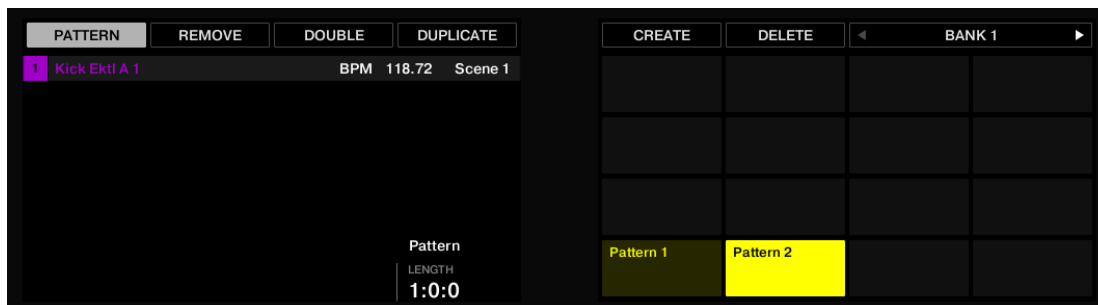 PATTERN REMOVE DOUBLE DUPLICATE
1 Kick Ektl A 1 BPM 118.72 Scene 1
Pattern
LENGTH
1:0:0
CREATE DELETE BANK 1
Pattern 1 Pattern 2